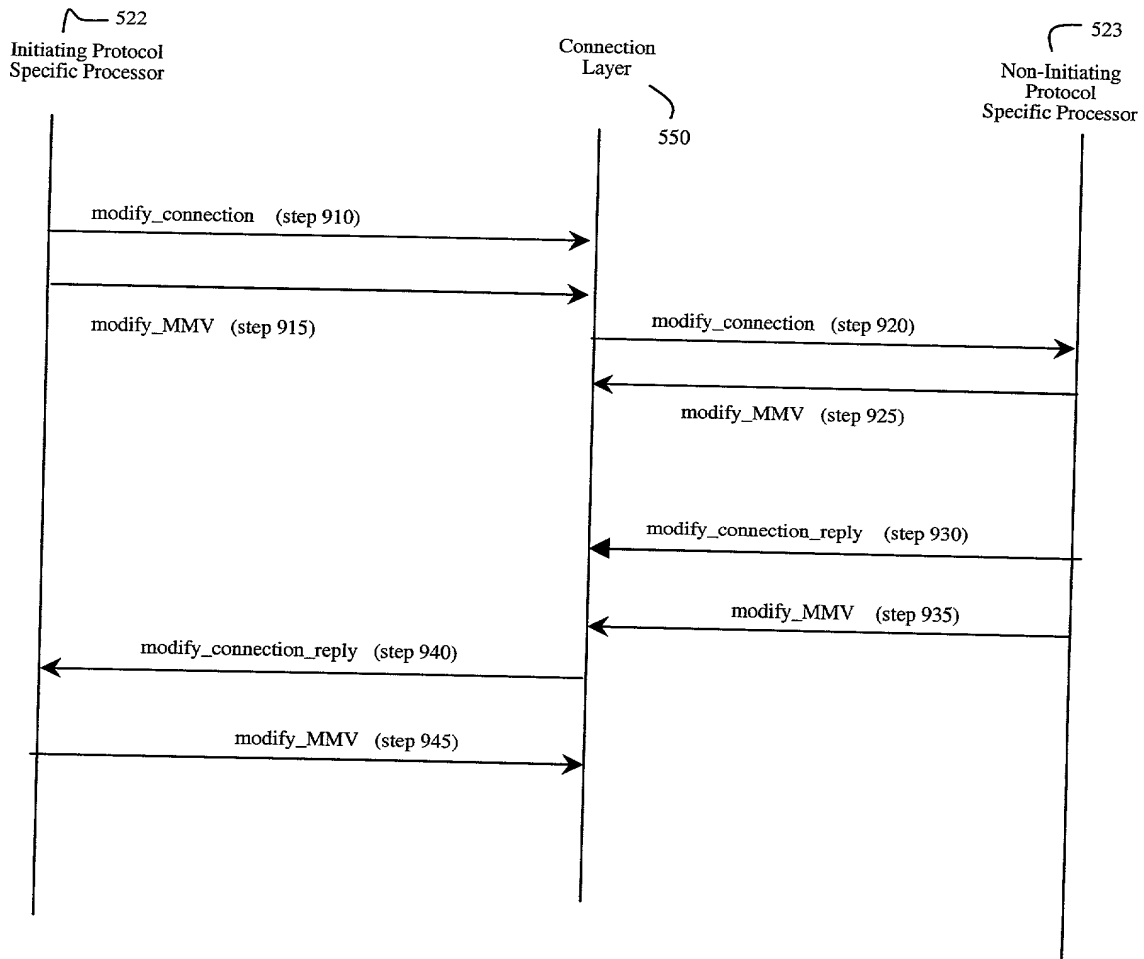 522
Initiating Protocol
Specific Processor
Connection
Layer
550
523
Non-Initiating
Protocol
Specific Processor
modify_connection (step 910)
modify_MMV (step 915)
modify_connection (step 920)
modify_MMV (step 925)
modify_connection_reply (step 930)
modify_MMV (step 935)
modify_connection_reply (step 940)
modify_MMV (step 945)